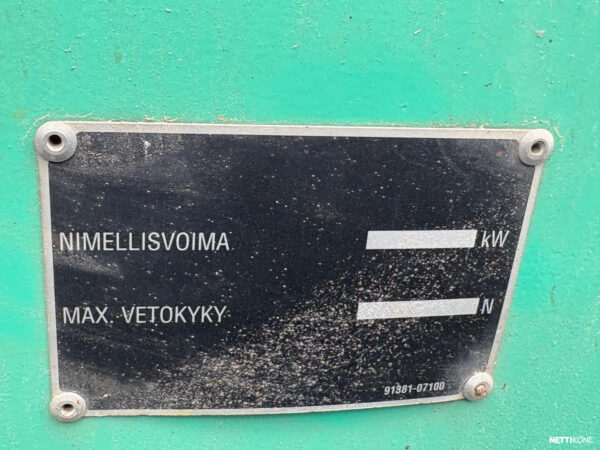 NIMELLISVOIMA kW
MAX. VETOKYKY N
91381-07100
NETTIKONE